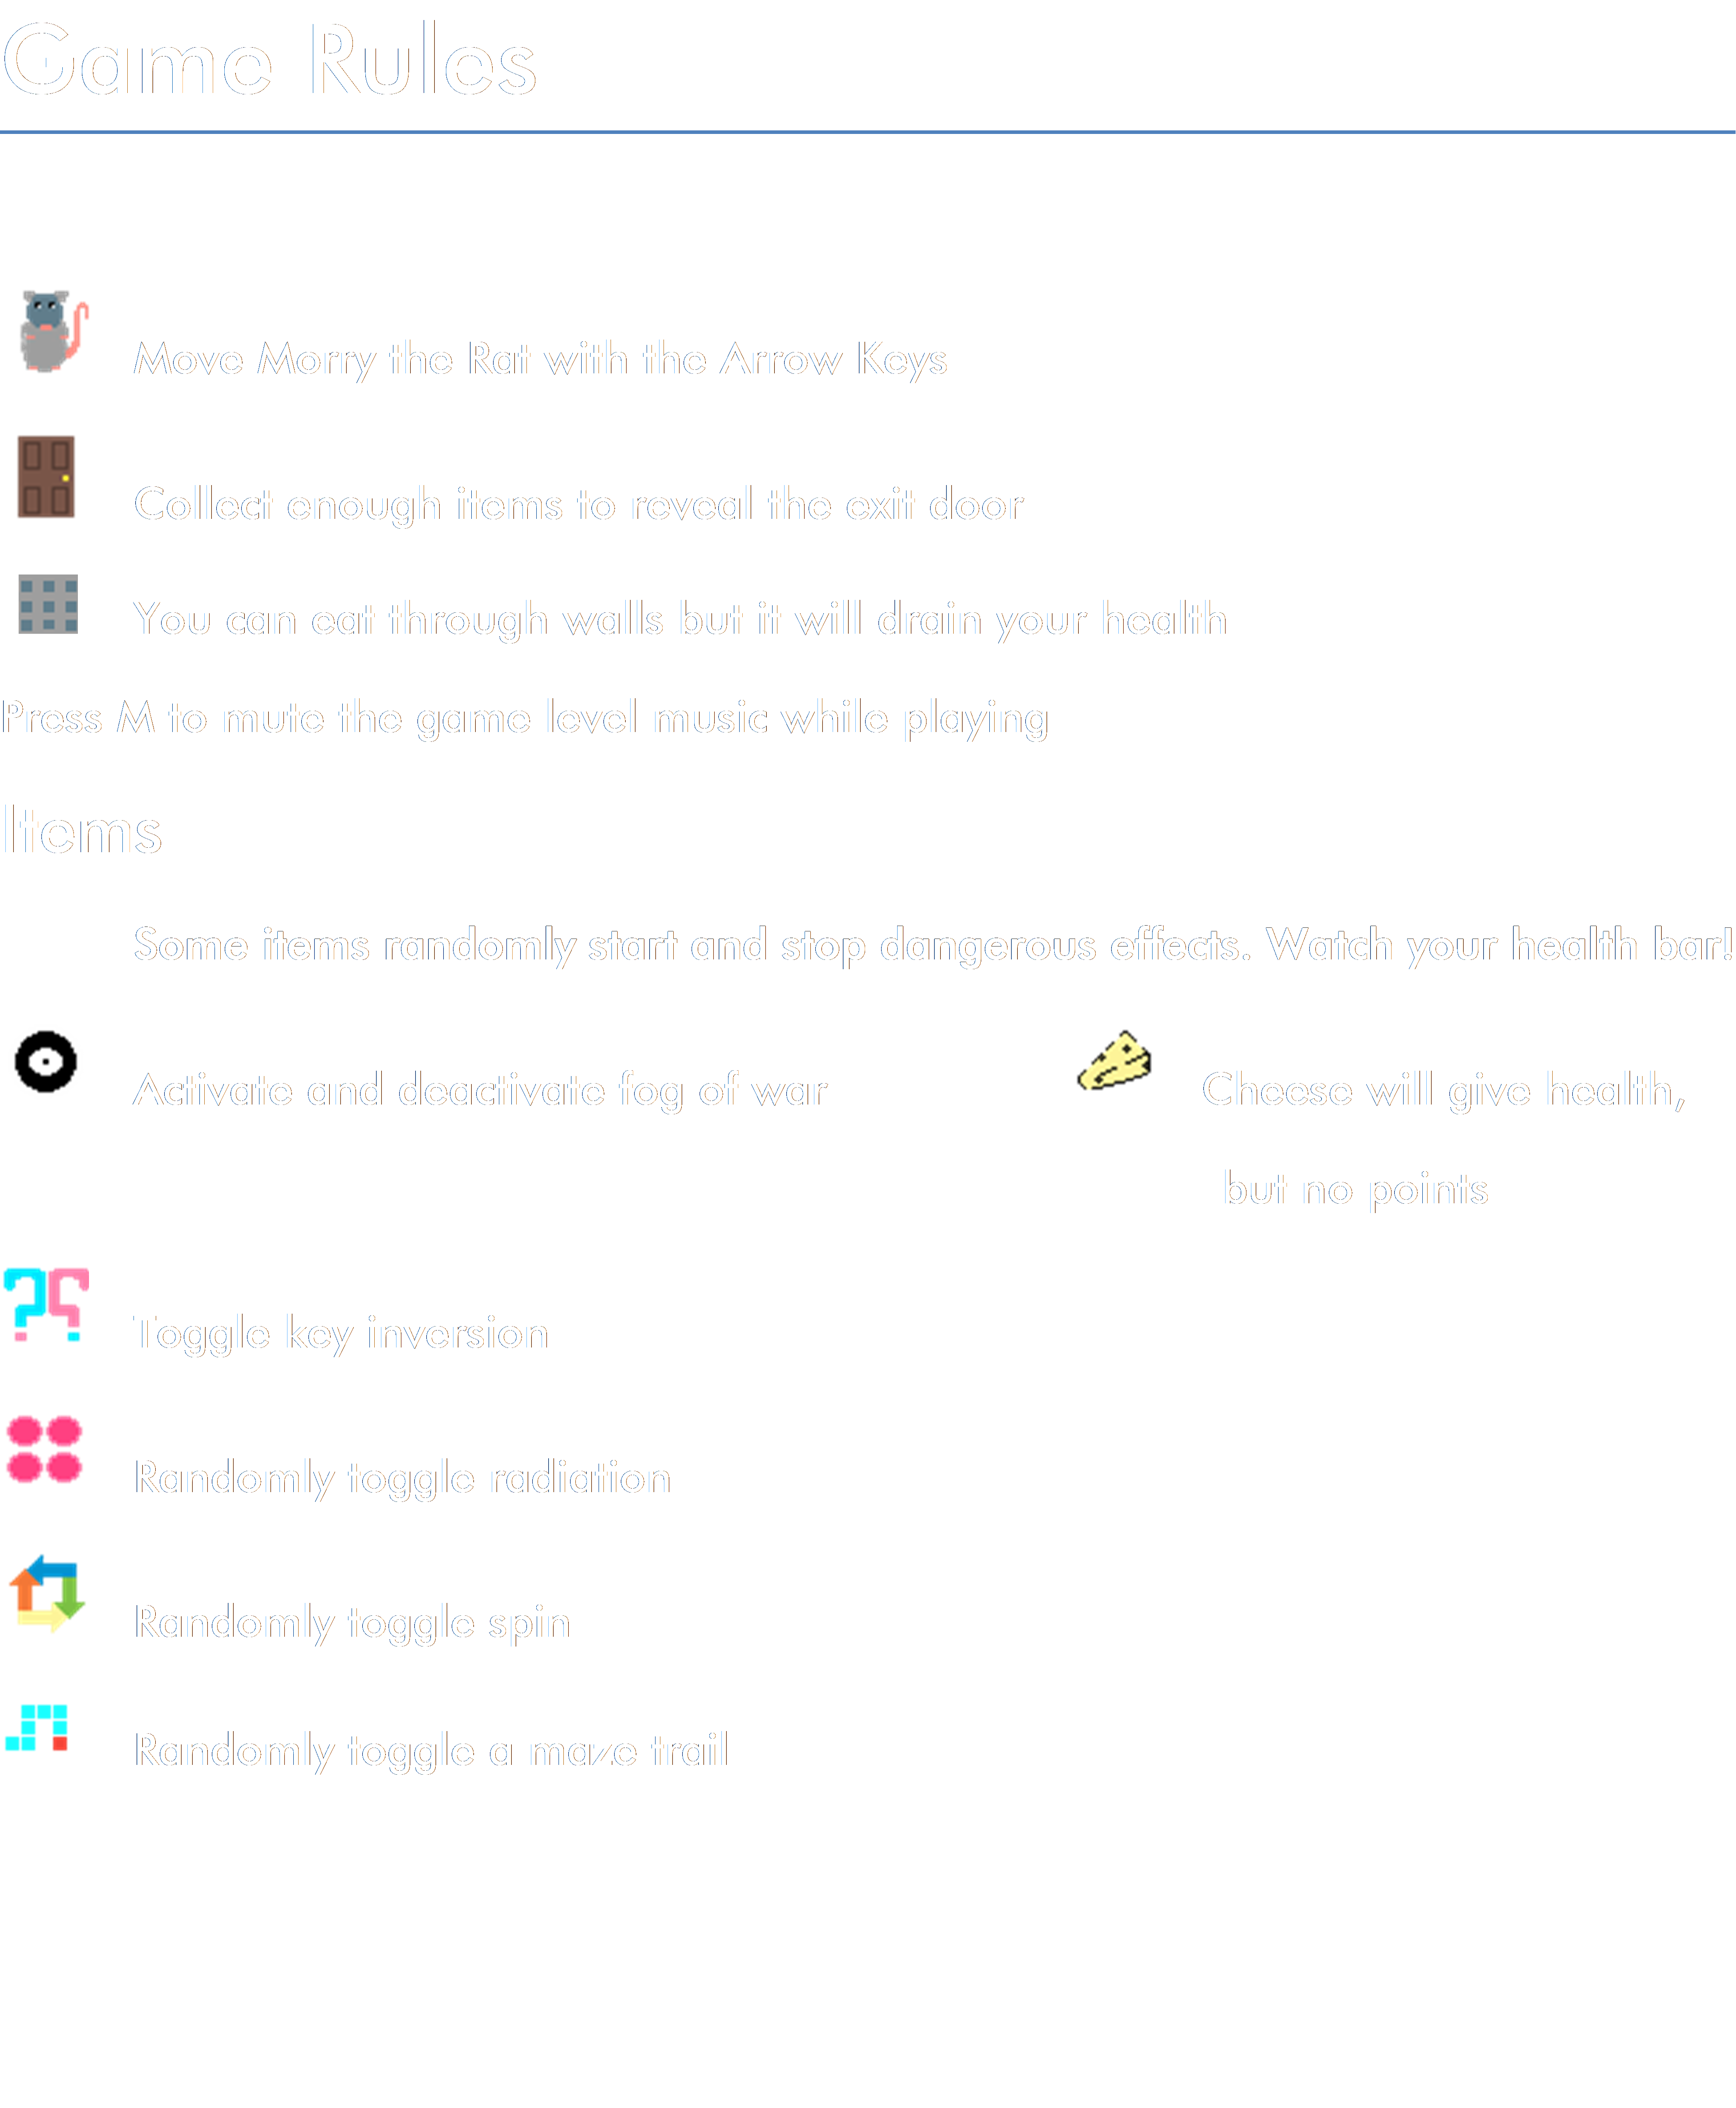 Game Rules
Move Morry the Rat with the Arrow Keys
Collect enough items to reveal the exit door
You can eat through walls but it will drain your health
Press M to mute the game level music while playing
Items
Some items randomly start and stop dangerous effects. Watch your health bar!
Activate and deactivate fog of war
Cheese will give health,
but no points
Toggle key inversion
Randomly toggle radiation
Randomly toggle spin
Randomly toggle a maze trail